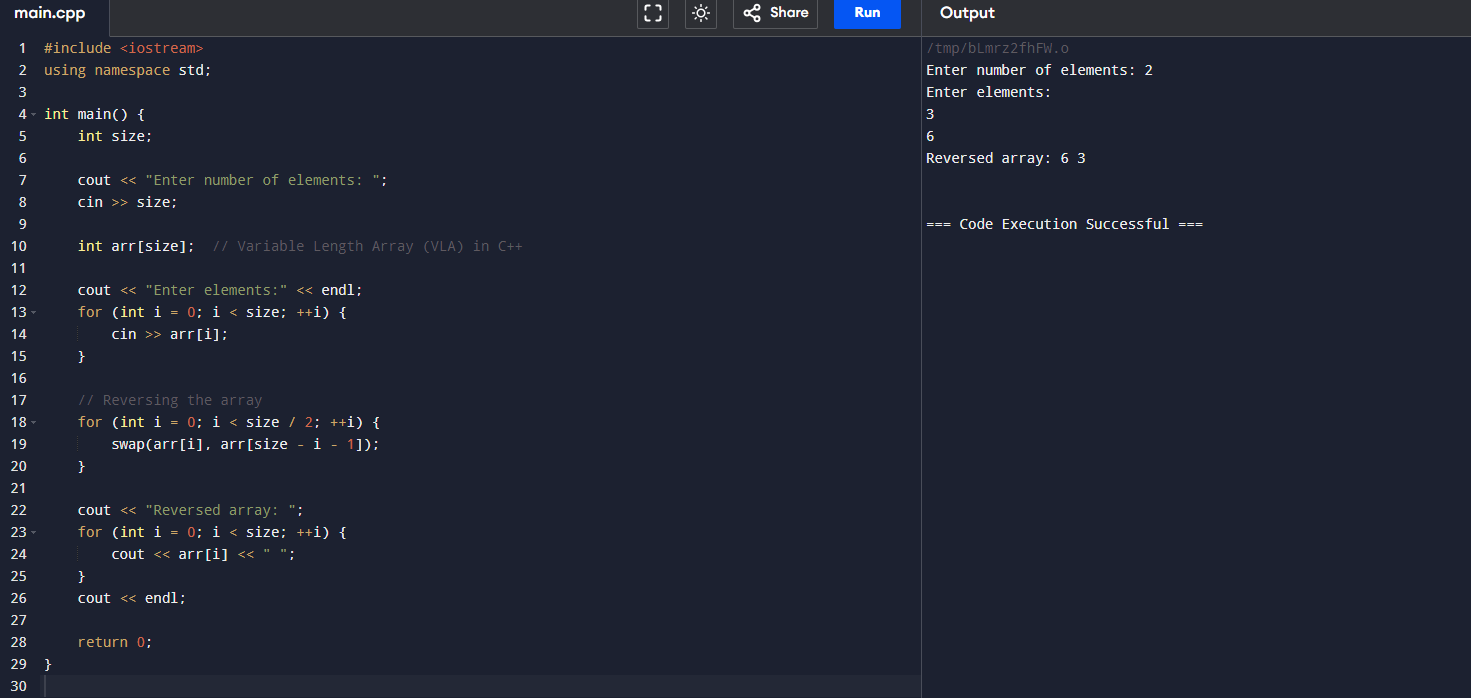 main.cpp
Share
Run
Output
1 #include <iostream>
2 using namespace std;
3
4 int main() {
5     int size;
6
7     cout << "Enter number of elements: ";
8     cin >> size;
9
10     int arr[size];  // Variable Length Array (VLA) in C++
11
12     cout << "Enter elements:" << endl;
13     for (int i = 0; i < size; ++i) {
14         cin >> arr[i];
15     }
16
17     // Reversing the array
18     for (int i = 0; i < size / 2; ++i) {
19         swap(arr[i], arr[size - i - 1]);
20     }
21
22     cout << "Reversed array: ";
23     for (int i = 0; i < size; ++i) {
24         cout << arr[i] << " ";
25     }
26     cout << endl;
27
28     return 0;
29 }
30
/tmp/bLmrz2fhFW.o
Enter number of elements: 2
Enter elements:
3
6
Reversed array: 6 3
=== Code Execution Successful ===